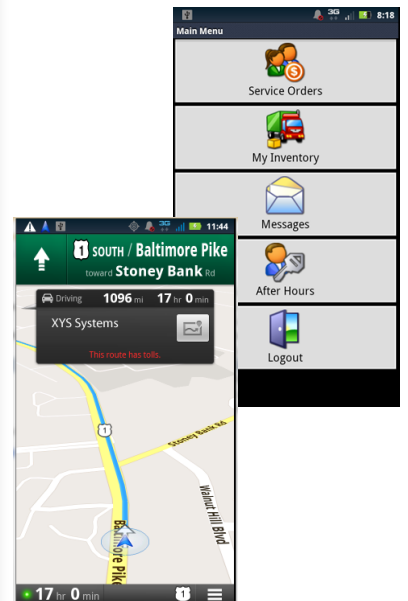 3G 8:18
Main Menu
Service Orders
My Inventory
Messages
After Hours
Logout
3G 11:44
1 SOUTH / Baltimore Pike
toward Stoney Bank Rd
Driving 1096 mi 17 hr 0 min
XYS Systems
This route has tolls.
1
Stoney Bank Rd
Walnut Hill Blvd
Baltimore Pike
17 hr 0 min 1